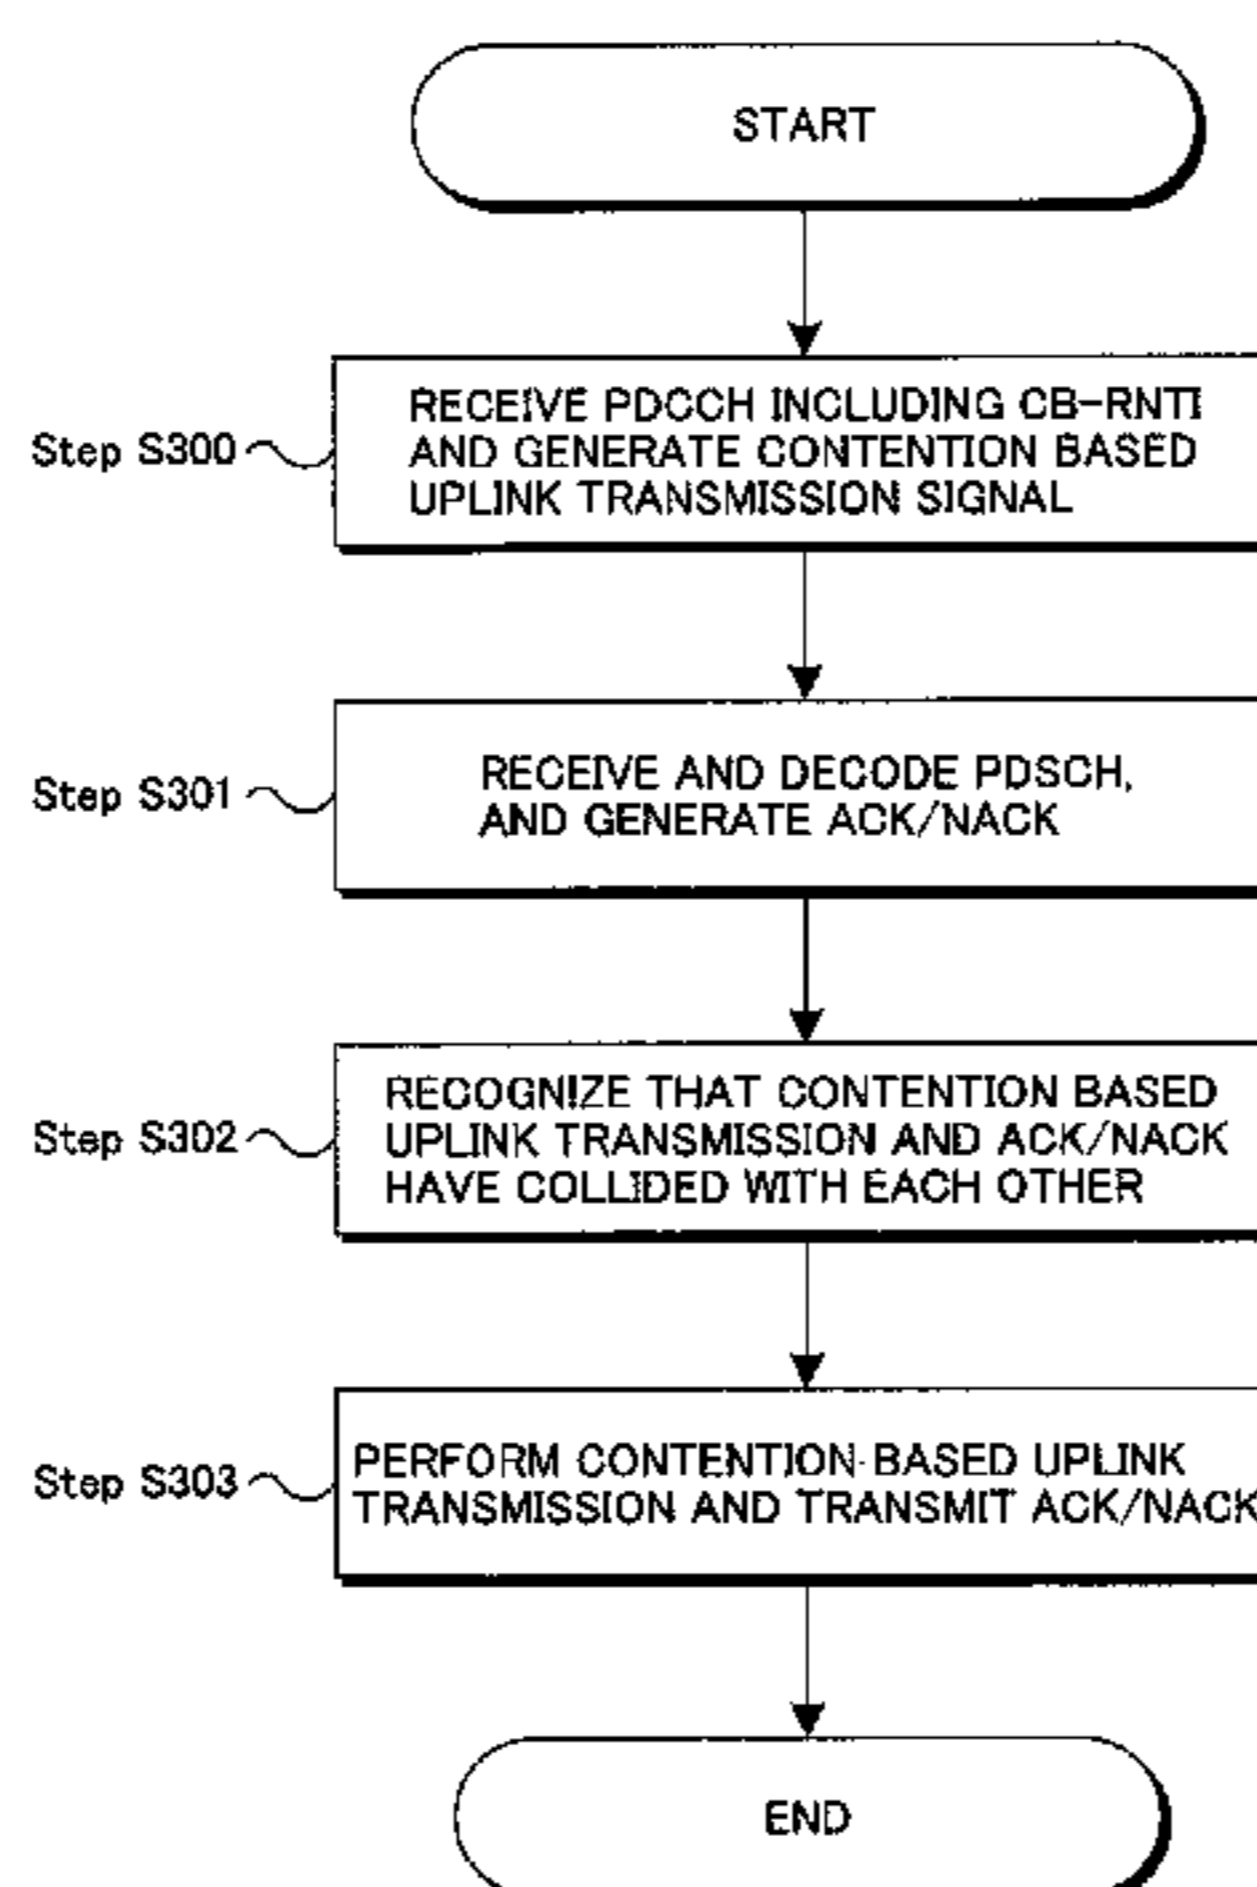 START
Step S300
RECEIVE PDCCH INCLUDING CB-RNTI
AND GENERATE CONTENTION BASED
UPLINK TRANSMISSION SIGNAL
Step S301
RECEIVE AND DECODE PDSCH,
AND GENERATE ACK/NACK
Step S302
RECOGNIZE THAT CONTENTION BASED
UPLINK TRANSMISSION AND ACK/NACK
HAVE COLLIDED WITH EACH OTHER
Step S303
PERFORM CONTENTION-BASED UPLINK
TRANSMISSION AND TRANSMIT ACK/NACK
END